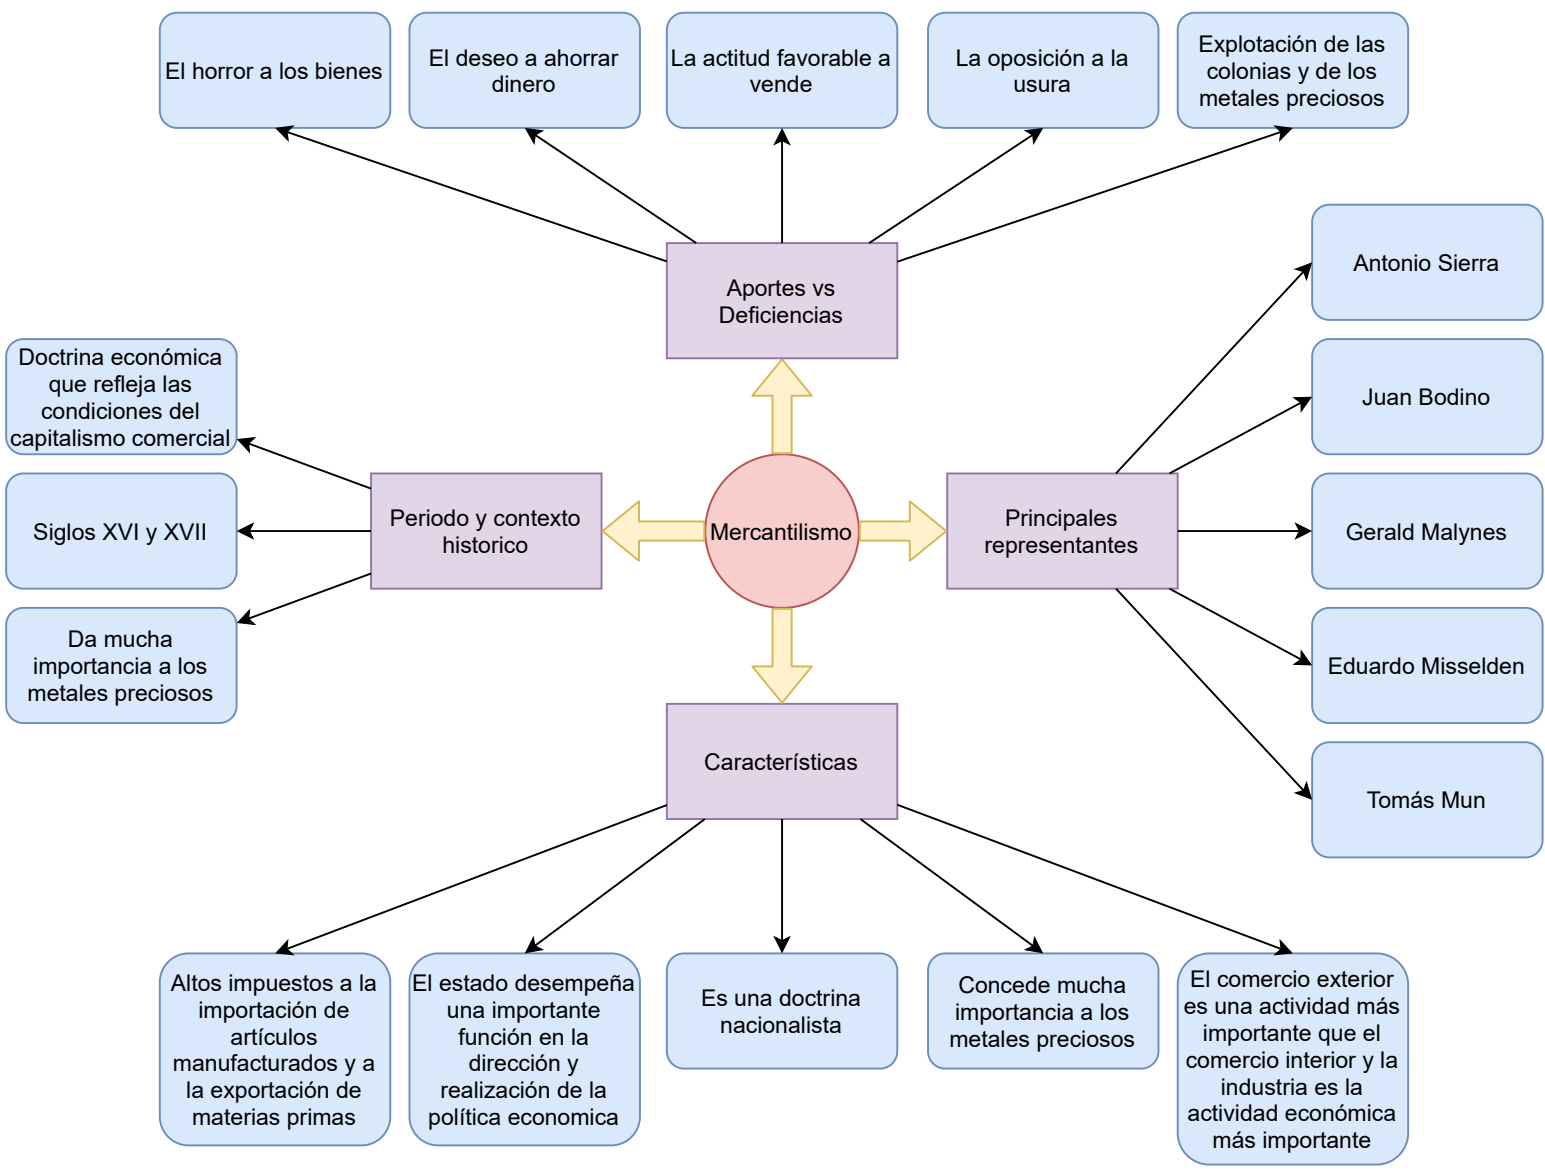 El horror a los bienes
El deseo a ahorrar
dinero
La actitud favorable a
vende
La oposición a la
usura
Explotación de las
colonias y de los
metales preciosos
Aportes vs
Deficiencias
Antonio Sierra
Juan Bodino
Gerald Malynes
Eduardo Misselden
Tomás Mun
Doctrina económica
que refleja las
condiciones del
capitalismo comercial
Siglos XVI y XVII
Da mucha
importancia a los
metales preciosos
Periodo y contexto
historico
Mercantilismo
Principales
representantes
Características
Altos impuestos a la
importación de
artículos
manufacturados y a
la exportación de
materias primas
El estado desempeña
una importante
función en la
dirección y
realización de la
política economica
Es una doctrina
nacionalista
Concede mucha
importancia a los
metales preciosos
El comercio exterior
es una actividad más
importante que el
comercio interior y la
industria es la
actividad económica
más importante